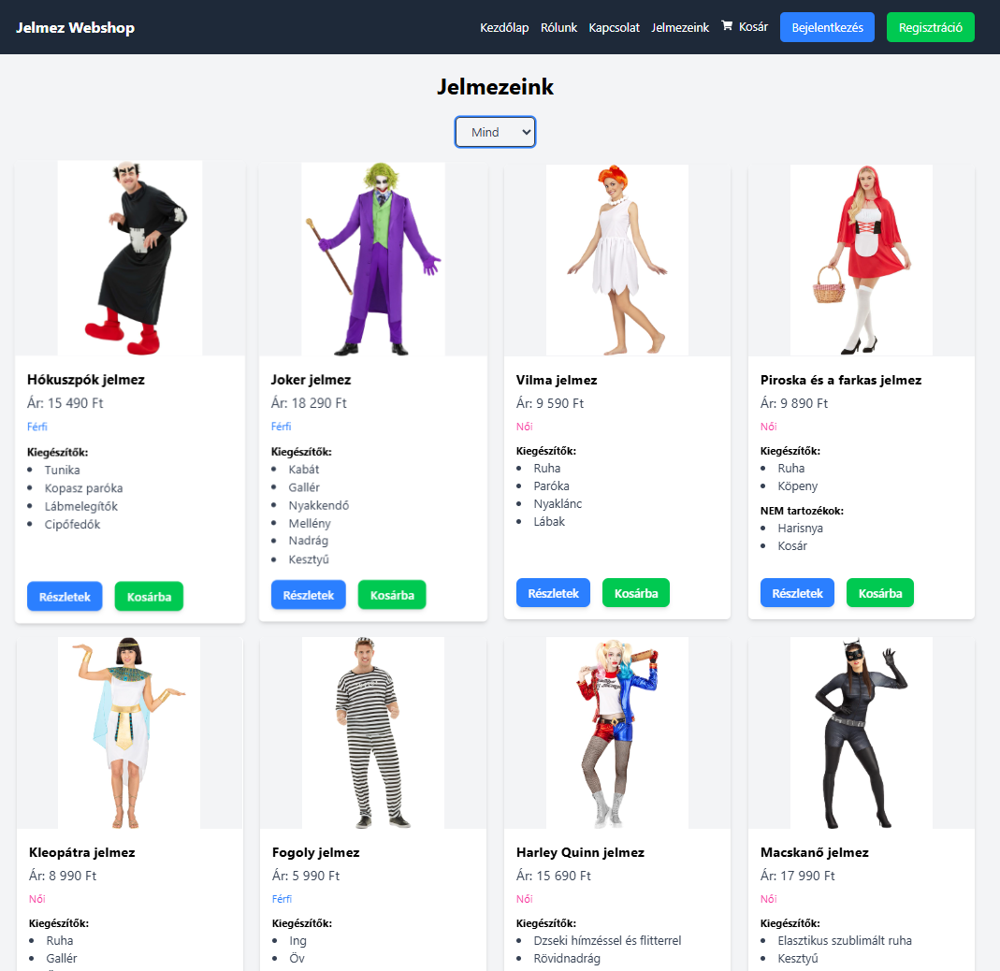 Jelmez Webshop
Kezdőlap Rólunk Kapcsolat Jelmezeink Kosár Bejelentkezés Regisztráció
Jelmezeink
Mind
Hókuszpók jelmez
Ár: 15 490 Ft
Férfi
Kiegészítők:
Tunika
Kopasz paróka
Lábmelegítők
Cipőfedők
Részletek Kosárba
Joker jelmez
Ár: 18 290 Ft
Férfi
Kiegészítők:
Kabát
Gallér
Nyakkendő
Mellény
Nadrág
Kesztyű
Részletek Kosárba
Vilma jelmez
Ár: 9 590 Ft
Női
Kiegészítők:
Ruha
Paróka
Nyaklánc
Lábak
Részletek Kosárba
Piroska és a farkas jelmez
Ár: 9 890 Ft
Női
Kiegészítők:
Ruha
Köpeny
NEM tartozékok:
Harisnya
Kosár
Részletek Kosárba
Kleopátra jelmez
Ár: 8 990 Ft
Női
Kiegészítők:
Ruha
Gallér
Fogoly jelmez
Ár: 5 990 Ft
Férfi
Kiegészítők:
Ing
Öv
Harley Quinn jelmez
Ár: 15 690 Ft
Női
Kiegészítők:
Dzseki hímzéssel és flitterrel
Rövidnadrág
Macskanő jelmez
Ár: 17 990 Ft
Női
Kiegészítők:
Elasztikus szublimált ruha
Kesztyű